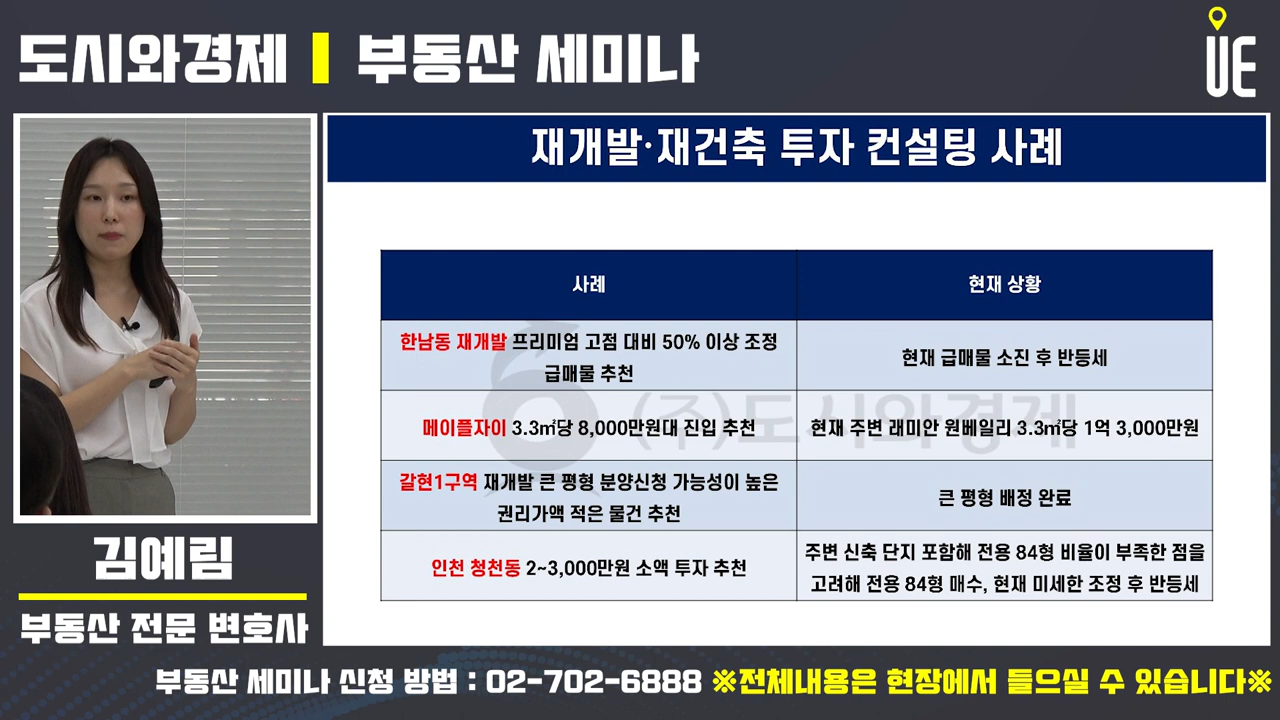 도시와경제 부동산 세미나
UE
재개발·재건축 투자 컨설팅 사례
사례
현재 상황
한남동 재개발 프리미엄 고점 대비 50% 이상 조정
급매물 추천
현재 급매물 소진 후 반등세
메이플자이 3.3㎡당 8,000만원대 진입 추천
현재 주변 래미안 원베일리 3.3㎡당 1억 3,000만원
갈현1구역 재개발 큰 평형 분양신청 가능성이 높은
권리가액 적은 물건 추천
큰 평형 배정 완료
인천 청천동 2~3,000만원 소액 투자 추천
주변 신축 단지 포함해 전용 84형 비율이 부족한 점을
고려해 전용 84형 매수, 현재 미세한 조정 후 반등세
(주)도시와경제
김예림
부동산 전문 변호사
부동산 세미나 신청 방법 : 02-702-6888 ※전체내용은 현장에서 들으실 수 있습니다※